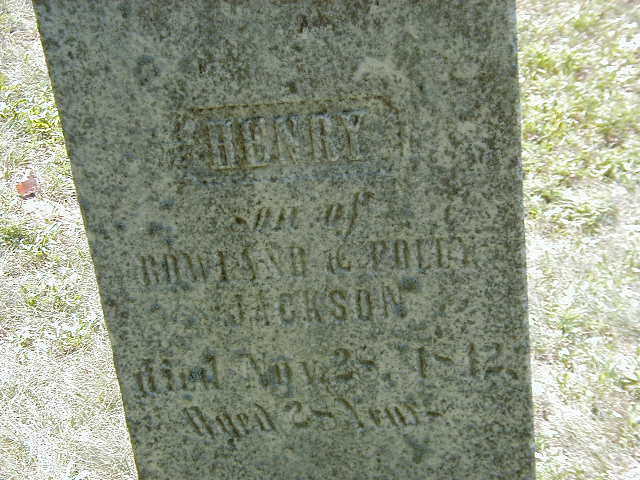 HENRY
son of
ROWLAND & POLLY
JACKSON
died Nov. 28, 1842.
Aged 28 Years